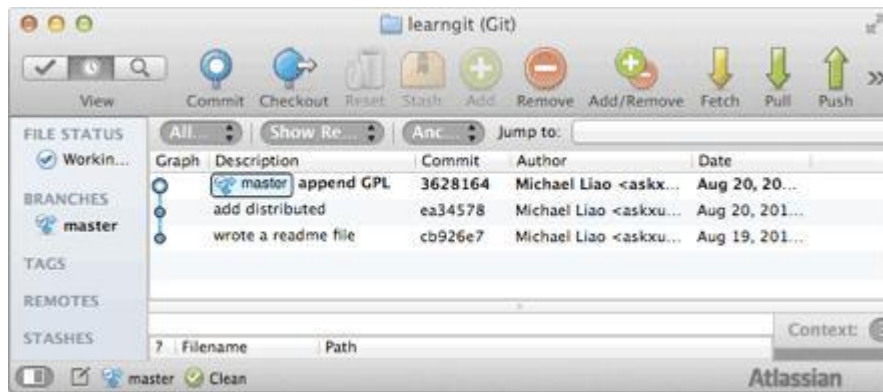 learngit (Git)
View Commit Checkout Reset Stash Add Remove Add/Remove Fetch Pull Push »
FILE STATUS All... Show Re... Anc... Jump to:
Workin... Graph Description Commit Author Date
master append GPL 3628164 Michael Liao <askx... Aug 20, 20...
BRANCHES add distributed ea34578 Michael Liao <askxu... Aug 20, 201...
master wrote a readme file cb926e7 Michael Liao <askxu... Aug 19, 201...
TAGS
REMOTES
STASHES Context:
? Filename Path
master Clean Atlassian